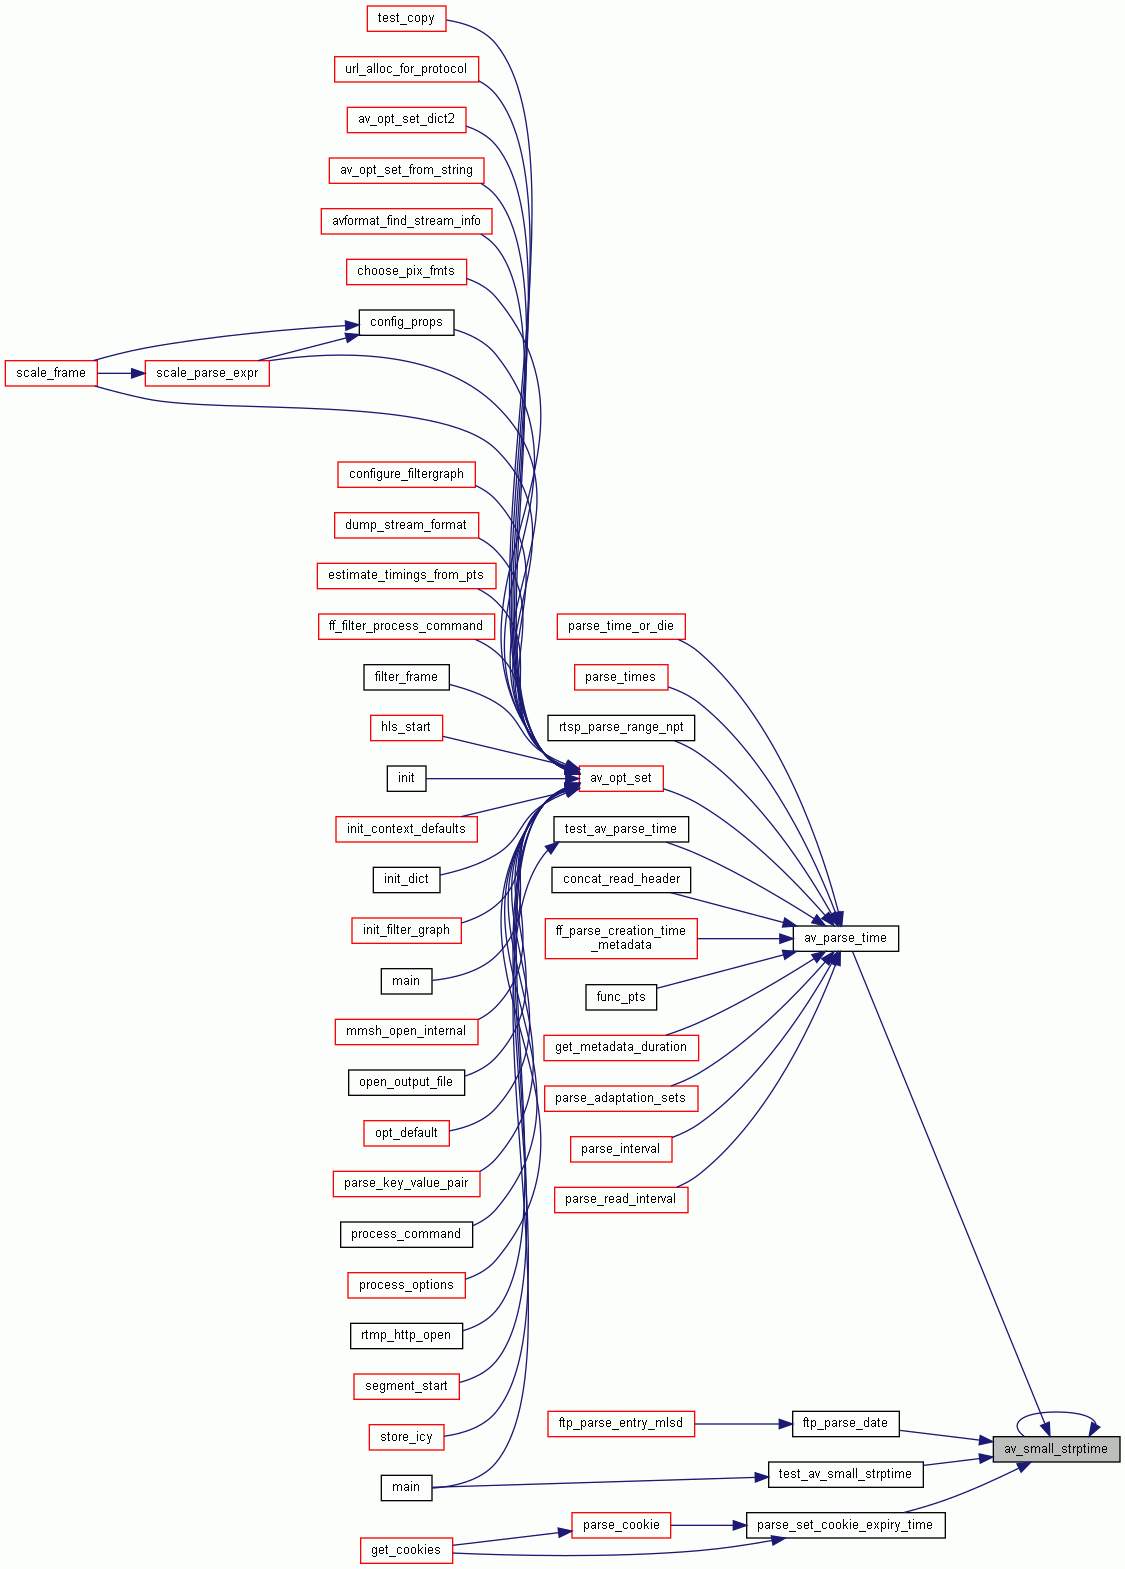 test_copy
url_alloc_for_protocol
av_opt_set_dict2
av_opt_set_from_string
avformat_find_stream_info
choose_pix_fmts
config_props
scale_frame
scale_parse_expr
configure_filtergraph
dump_stream_format
estimate_timings_from_pts
ff_filter_process_command
parse_time_or_die
filter_frame
parse_times
hls_start
rtsp_parse_range_npt
init
av_opt_set
init_context_defaults
test_av_parse_time
init_dict
concat_read_header
init_filter_graph
ff_parse_creation_time
_metadata
av_parse_time
main
func_pts
mmsh_open_internal
get_metadata_duration
open_output_file
parse_adaptation_sets
opt_default
parse_interval
parse_key_value_pair
parse_read_interval
process_command
process_options
rtmp_http_open
segment_start
store_icy
ftp_parse_entry_mlsd
ftp_parse_date
av_small_strptime
main
test_av_small_strptime
parse_cookie
parse_set_cookie_expiry_time
get_cookies